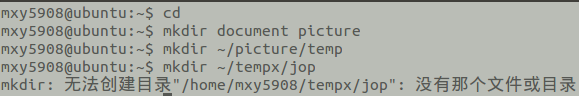 mxy5908@ubuntu:~$ cd
mxy5908@ubuntu:~$ mkdir document picture
mxy5908@ubuntu:~$ mkdir ~/picture/temp
mxy5908@ubuntu:~$ mkdir ~/tempx/jop
mkdir: 无法创建目录"/home/mxy5908/tempx/jop": 没有那个文件或目录